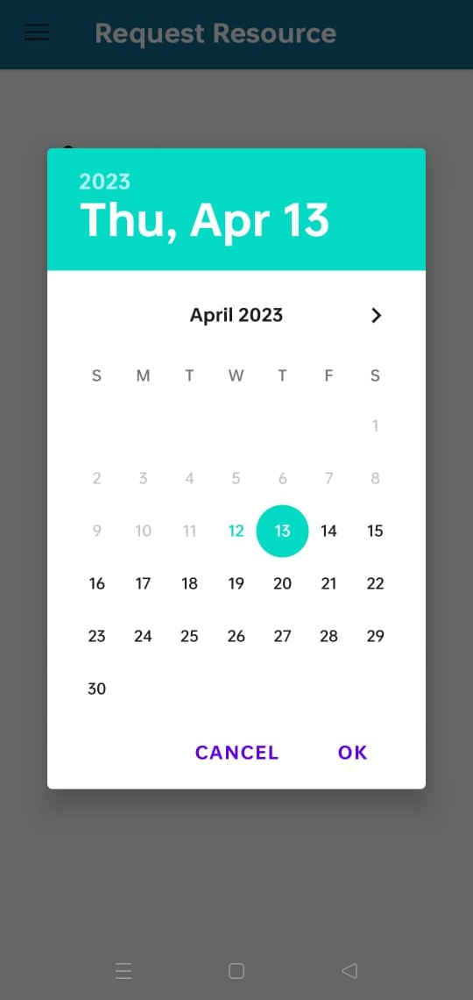 Request Resource
2023
Thu, Apr 13
April 2023
S M T W T F S
1
2 3 4 5 6 7 8
9 10 11 12 13 14 15
16 17 18 19 20 21 22
23 24 25 26 27 28 29
30
CANCEL OK